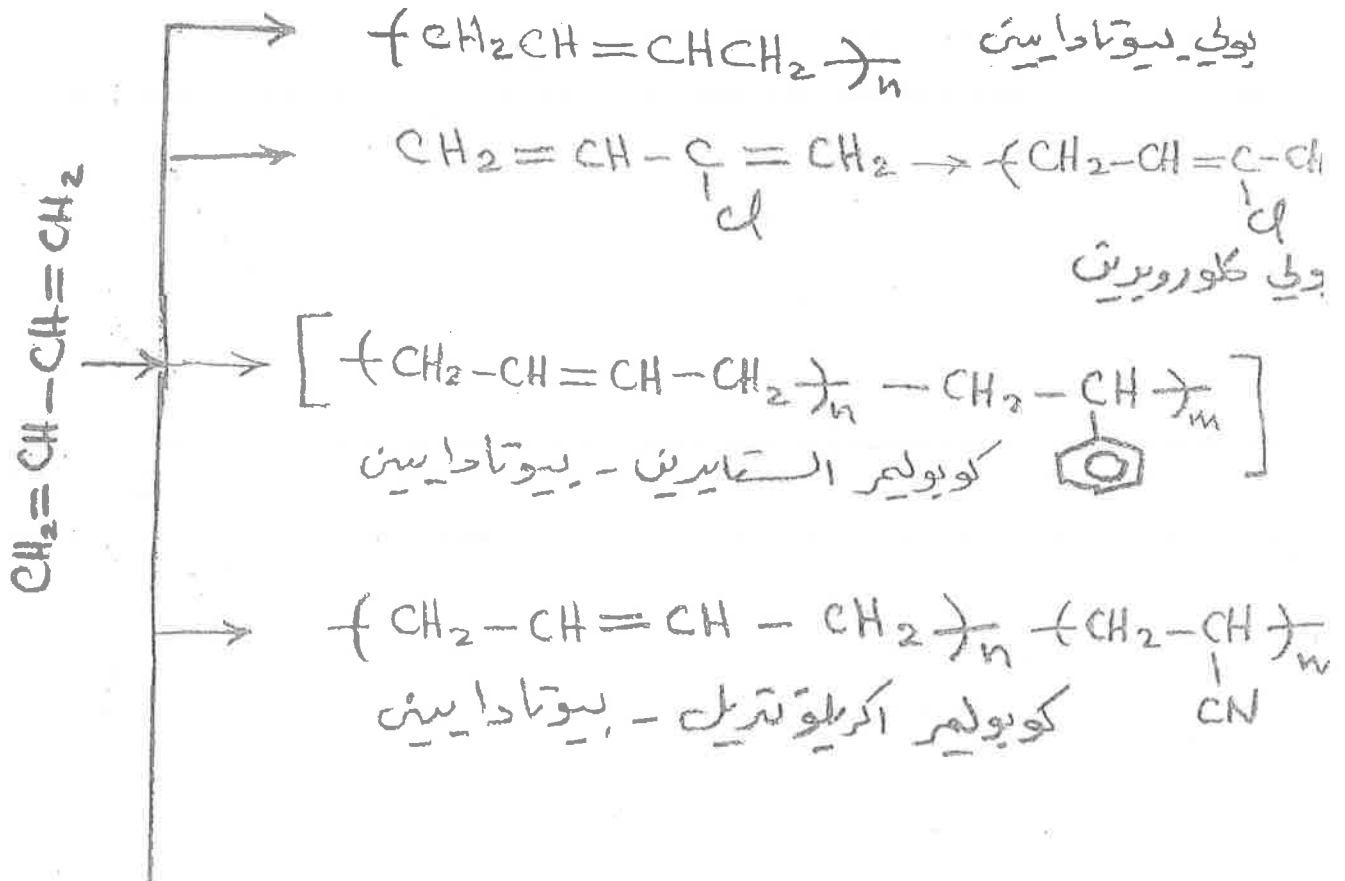 CH₂=CH-CH=CH₂
-(CH₂CH=CHCH₂-)n بولي بيوتادايين
CH₂=CH-C=CH₂ → -(CH₂-CH=C-CH
Cl Cl
بولي كلوروبرين
[-(CH₂-CH=CH-CH₂-)n -CH₂-CH-)m]
كوبوليمر الستايرين - بيوتادايين
-(CH₂-CH=CH-CH₂-)n -(CH₂-CH-)m
CN
كوبوليمر اكريلونتريل - بيوتادايين